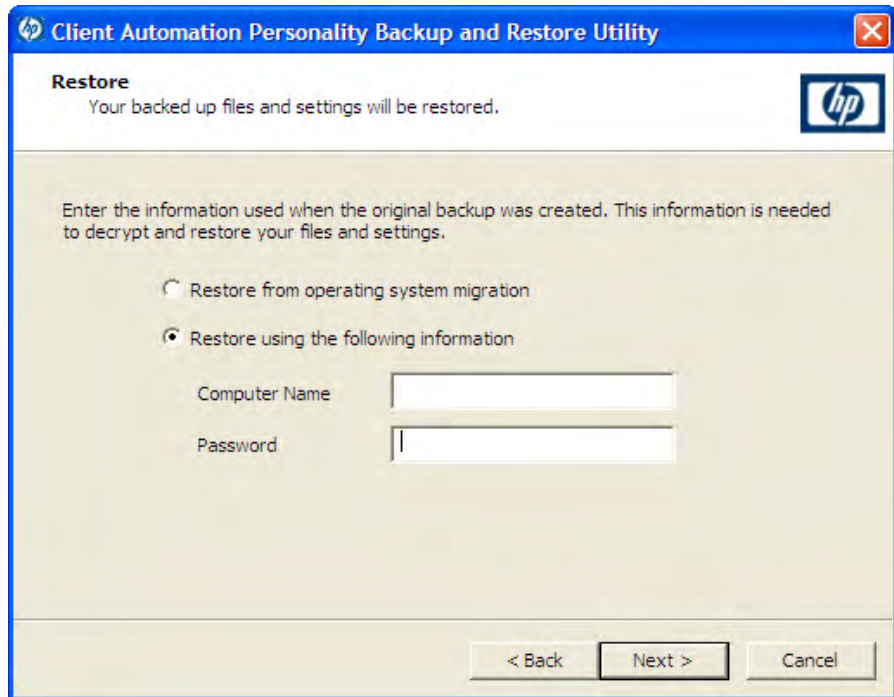 Client Automation Personality Backup and Restore Utility
Restore
Your backed up files and settings will be restored.
hp
Enter the information used when the original backup was created. This information is needed
to decrypt and restore your files and settings.
Restore from operating system migration
Restore using the following information
Computer Name
Password
< Back Next > Cancel